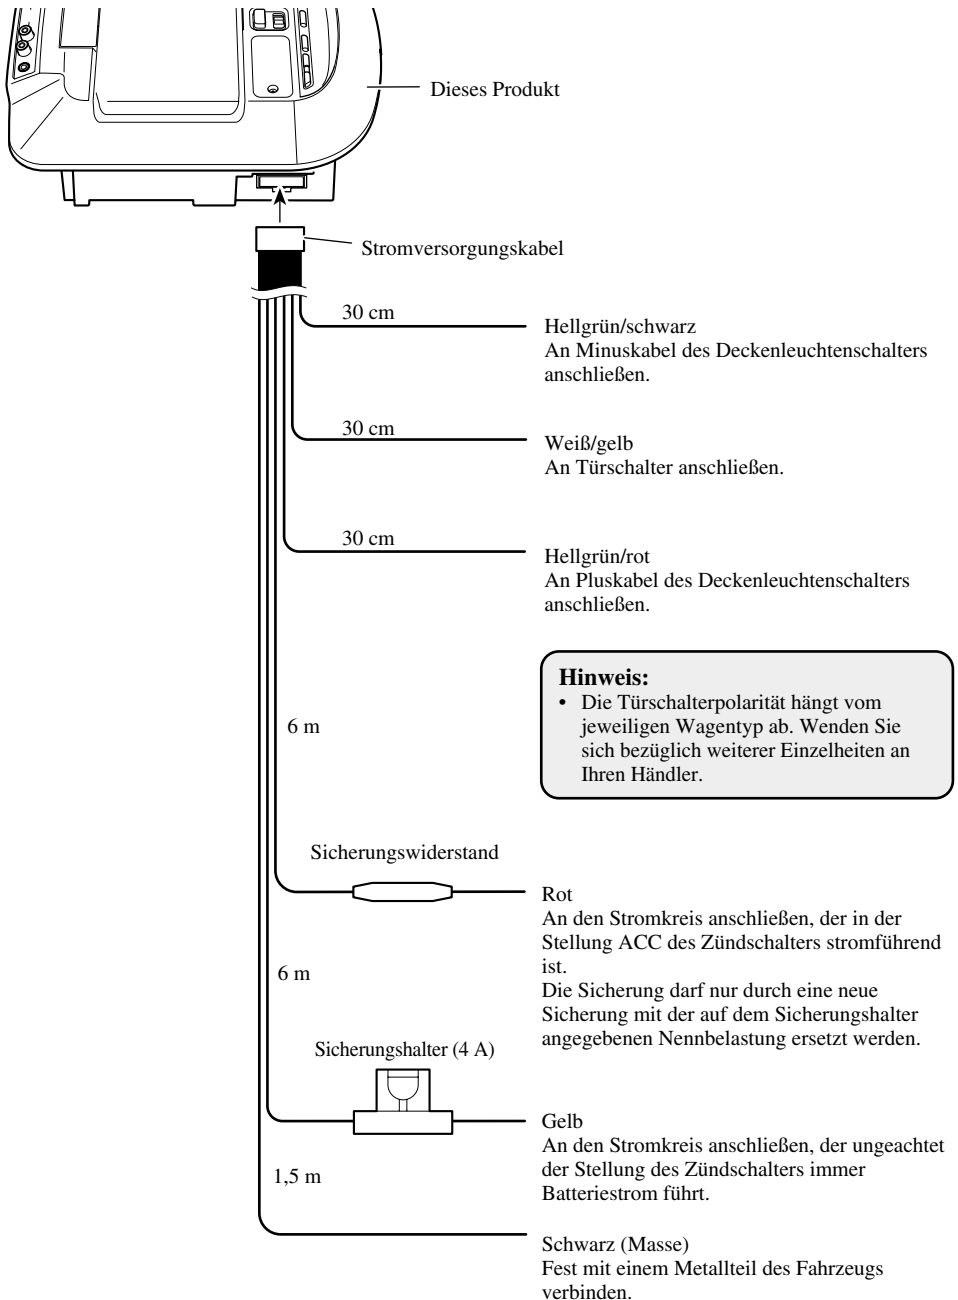 Dieses Produkt
Stromversorgungskabel
30 cm
Hellgrün/schwarz
An Minuskabel des Deckenleuchtenschalters
anschließen.
30 cm
Weiß/gelb
An Türschalter anschließen.
30 cm
Hellgrün/rot
An Pluskabel des Deckenleuchtenschalters
anschließen.
Hinweis:
• Die Türschalterpolarität hängt vom
jeweiligen Wagentyp ab. Wenden Sie
sich bezüglich weiterer Einzelheiten an
Ihren Händler.
6 m
Sicherungswiderstand
Rot
An den Stromkreis anschließen, der in der
Stellung ACC des Zündschalters stromführend
ist.
Die Sicherung darf nur durch eine neue
Sicherung mit der auf dem Sicherungshalter
angegebenen Nennbelastung ersetzt werden.
6 m
Sicherungshalter (4 A)
Gelb
An den Stromkreis anschließen, der ungeachtet
der Stellung des Zündschalters immer
Batteriestrom führt.
1,5 m
Schwarz (Masse)
Fest mit einem Metallteil des Fahrzeugs
verbinden.